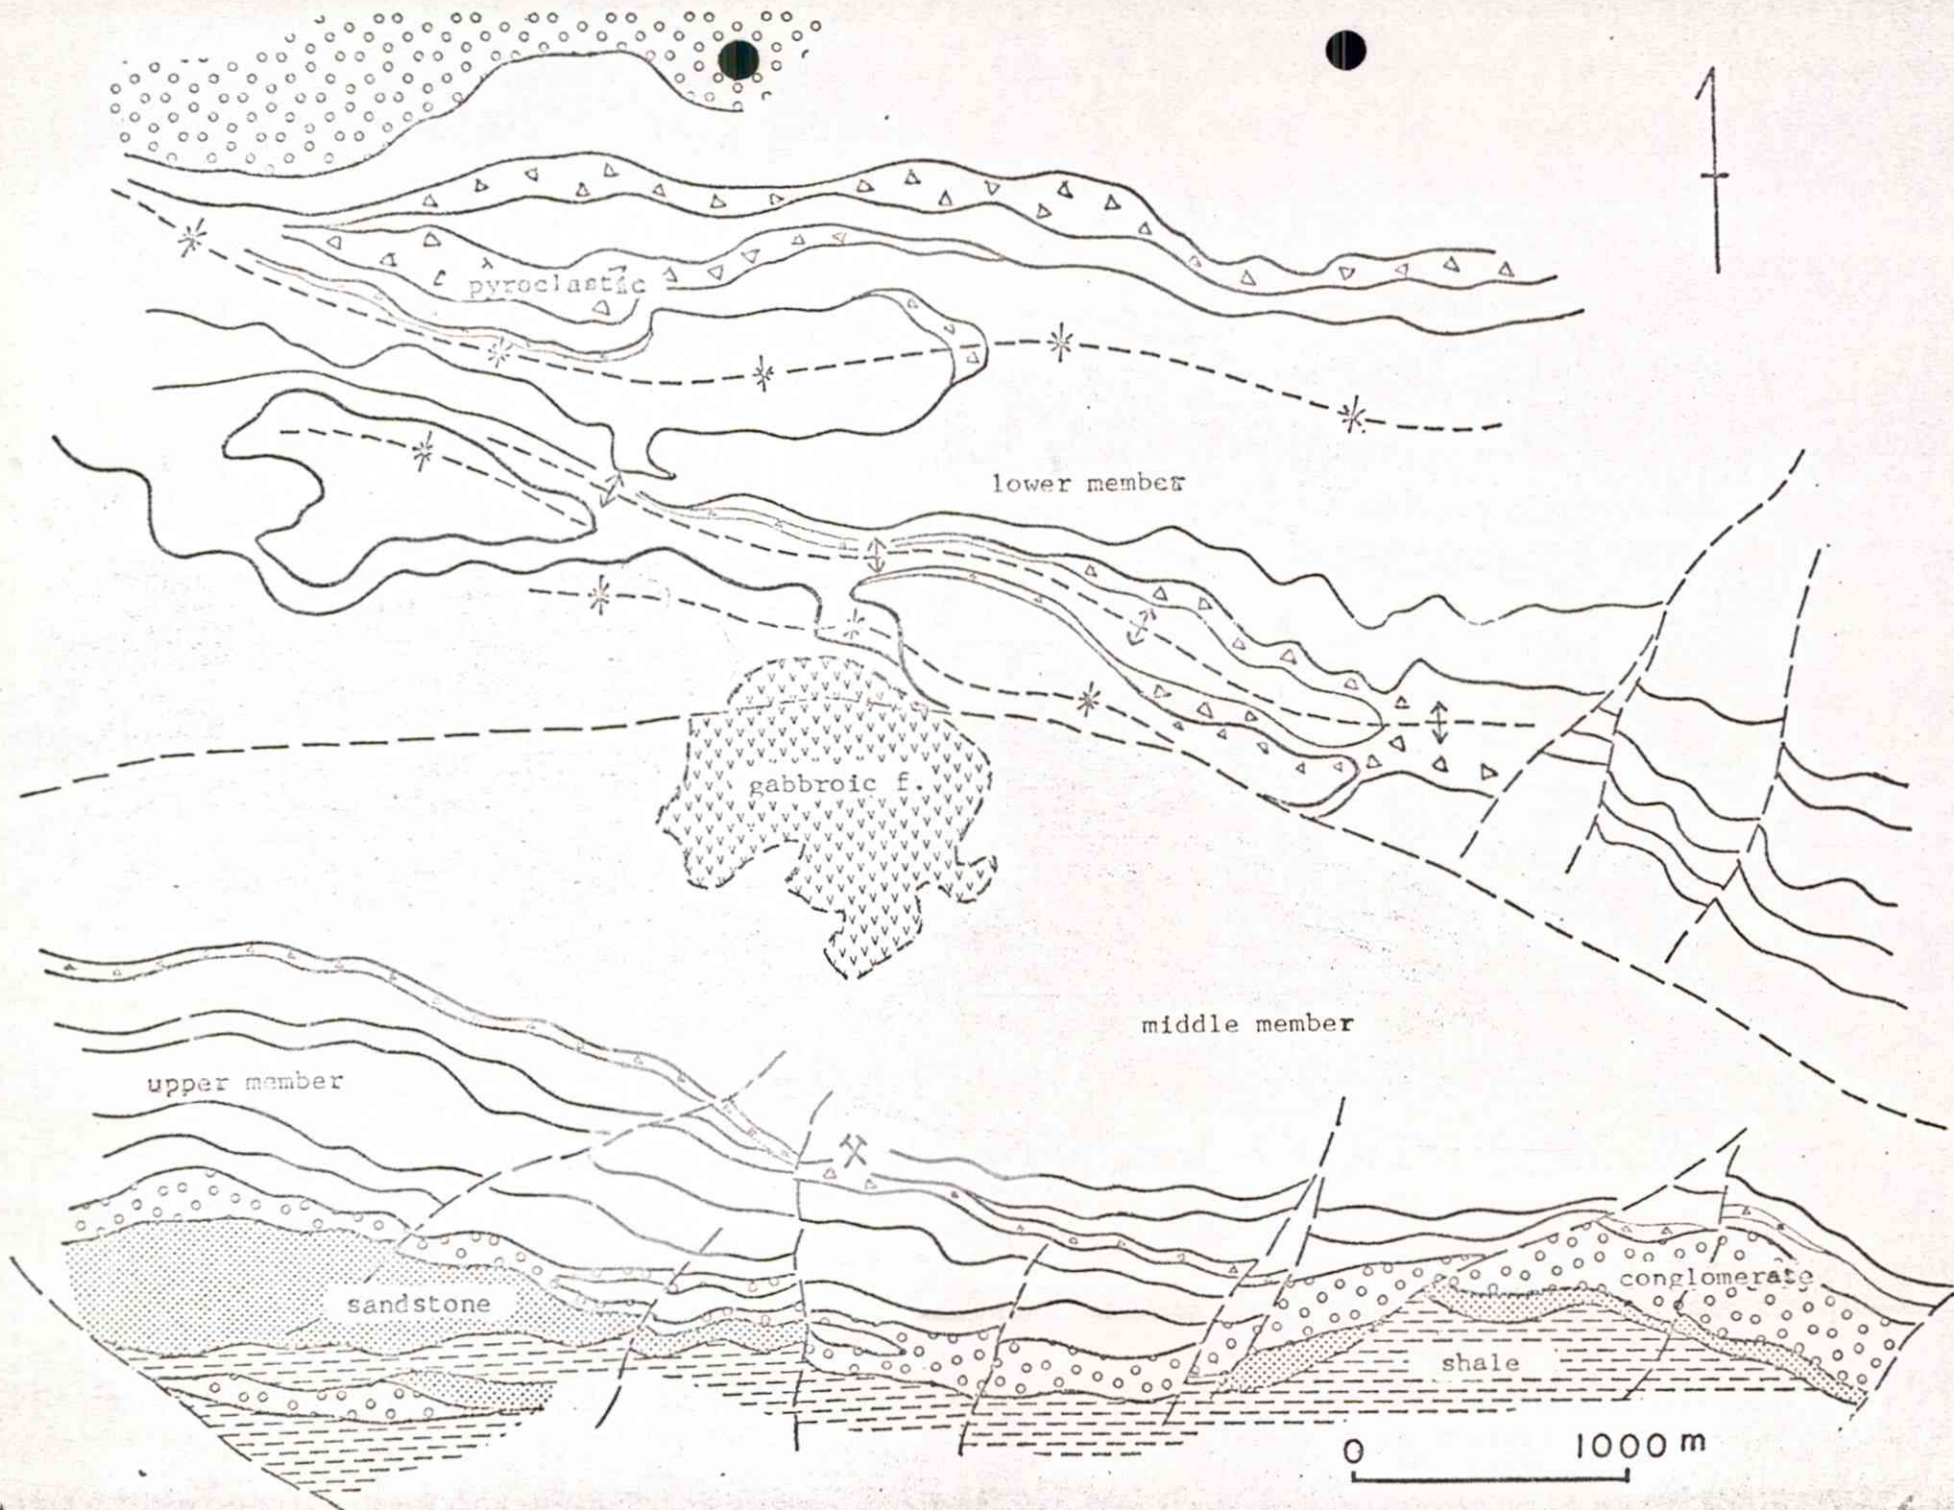 pyroclastic
lower member
gabbroic f.
middle member
upper member
conglomerate
sandstone
shale
0 1000 m